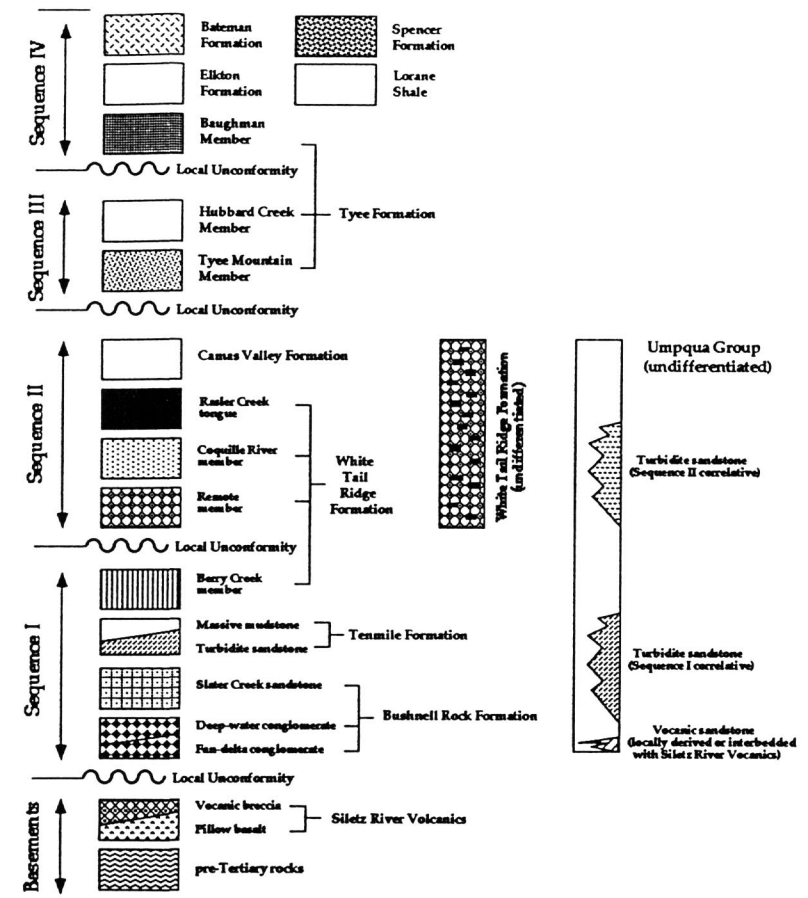 Sequence IV
Bateman
Formation
Spencer
Formation
Elkton
Formation
Lorane
Shale
Baughman
Member
Local Unconformity
Sequence III
Hubbard Creek
Member
Tyee Formation
Tyee Mountain
Member
Local Unconformity
Sequence II
Camas Valley Formation
Rasler Creek
tongue
Coquille River
member
Remote
member
White
Tail
Ridge
Formation
White Tail Ridge Formation
(undifferentiated)
Umpqua Group
(undifferentiated)
Turbidite sandstone
(Sequence II correlative)
Local Unconformity
Sequence I
Berry Creek
member
Massive mudstone
Turbidite sandstone
Tenmile Formation
Slater Creek sandstone
Deep-water conglomerate
Fan-delta conglomerate
Bushnell Rock Formation
Turbidite sandstone
(Sequence I correlative)
Vocanic sandstone
(locally derived or interbedded
with Siletz River Vocanics)
Local Unconformity
Basements
Vocanic breccia
Pillow basalt
Siletz River Volcanics
pre-Tertiary rocks